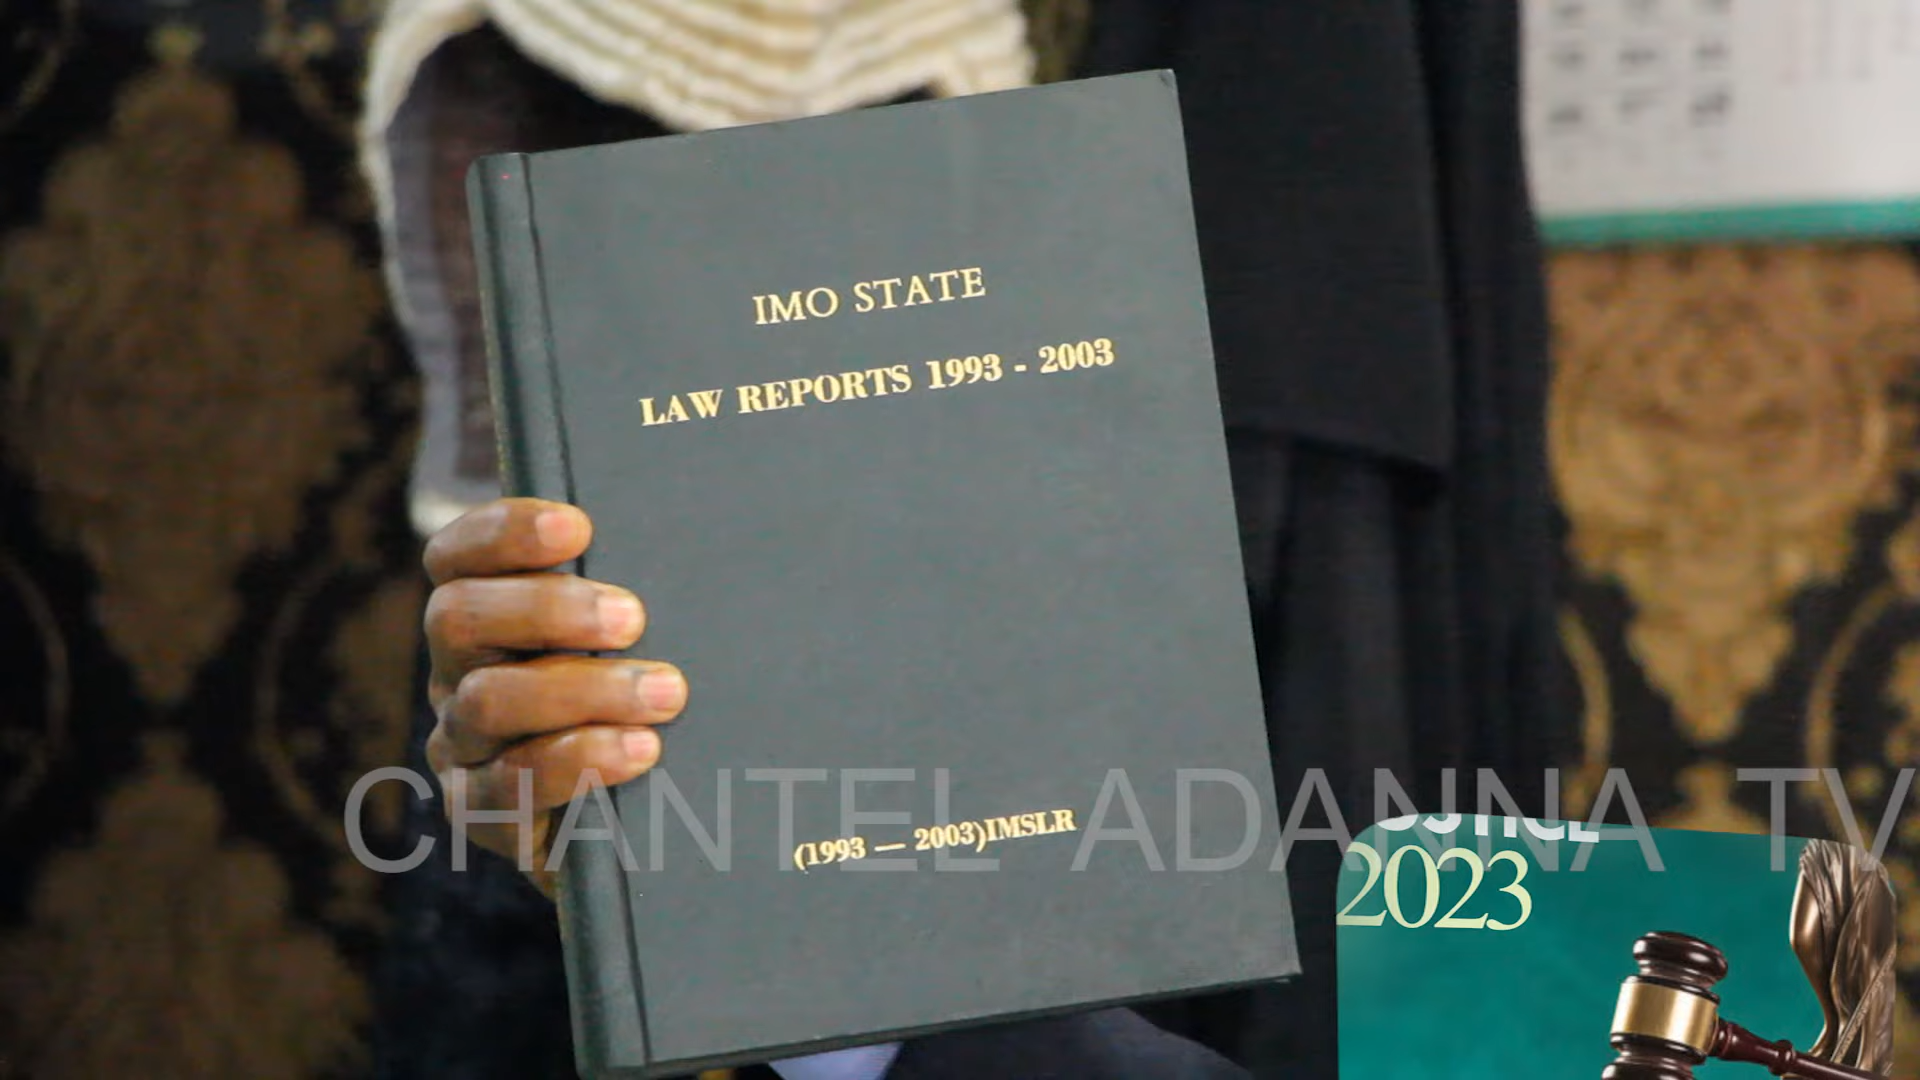 IMO STATE
LAW REPORTS 1993 - 2003
(1993 — 2003)IMSLR
CHANTEL ADANNA TV
2023